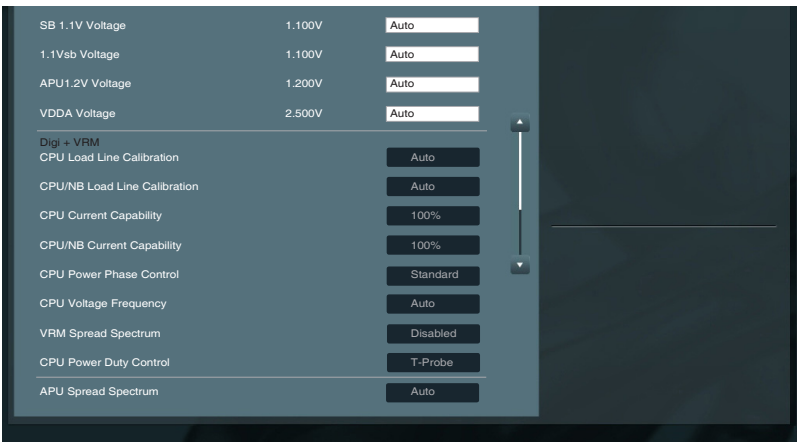 SB 1.1V Voltage 1.100V Auto
1.1Vsb Voltage 1.100V Auto
APU1.2V Voltage 1.200V Auto
VDDA Voltage 2.500V Auto
Digi + VRM
CPU Load Line Calibration Auto
CPU/NB Load Line Calibration Auto
CPU Current Capability 100%
CPU/NB Current Capability 100%
CPU Power Phase Control Standard
CPU Voltage Frequency Auto
VRM Spread Spectrum Disabled
CPU Power Duty Control T-Probe
APU Spread Spectrum Auto